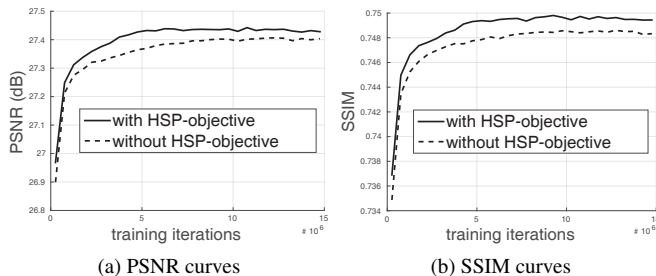 27.5
27.4
27.3
27.2
27.1
27
26.9
26.8
PSNR (dB)
with HSP-objective
without HSP-objective
0
5
10
15
# 10^6
training iterations
(a) PSNR curves
0.75
0.748
0.746
0.744
0.742
0.74
0.738
0.736
0.734
SSIM
with HSP-objective
without HSP-objective
0
5
10
15
# 10^6
training iterations
(b) SSIM curves